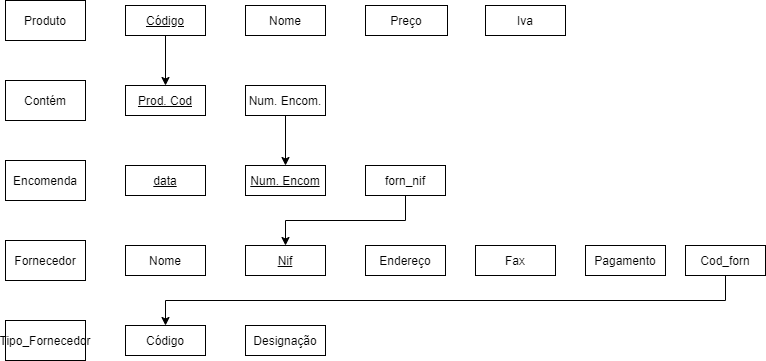 Produto Código Nome Preço Iva
Contém Prod. Cod Num. Encom.
Encomenda data Num. Encom forn_nif
Fornecedor Nome Nif Endereço Fax Pagamento Cod_forn
Tipo_Fornecedor Código Designação